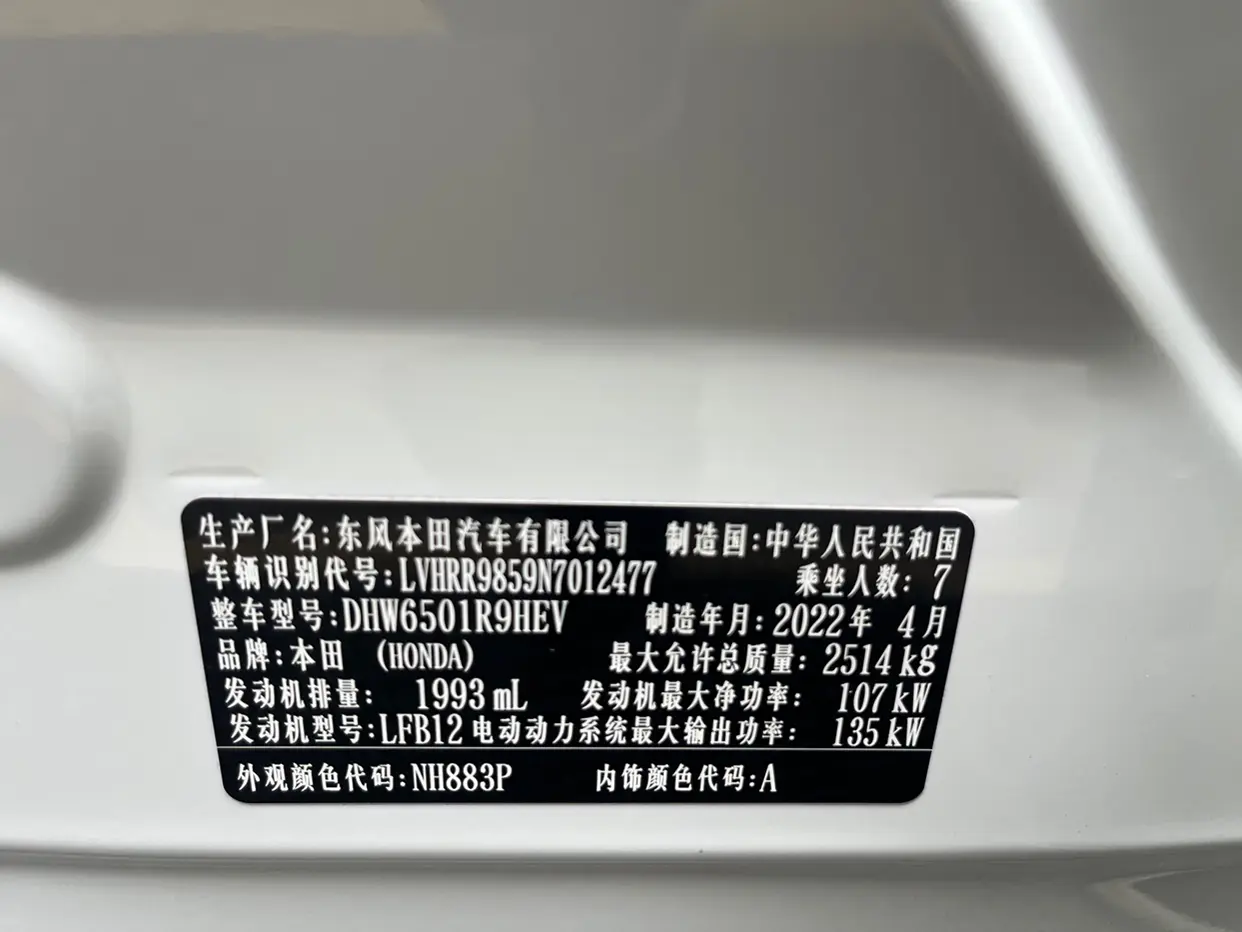 生产厂名:东风本田汽车有限公司 制造国:中华人民共和国
车辆识别代号:LVHRR9859N7012477 乘坐人数: 7
整车型号:DHW6501R9HEV 制造年月:2022年 4月
品牌:本田 (HONDA) 最大允许总质量: 2514kg
发动机排量: 1993mL 发动机最大净功率: 107kW
发动机型号:LFB12 电动动力系统最大输出功率: 135kW
外观颜色代码:NH883P 内饰颜色代码:A